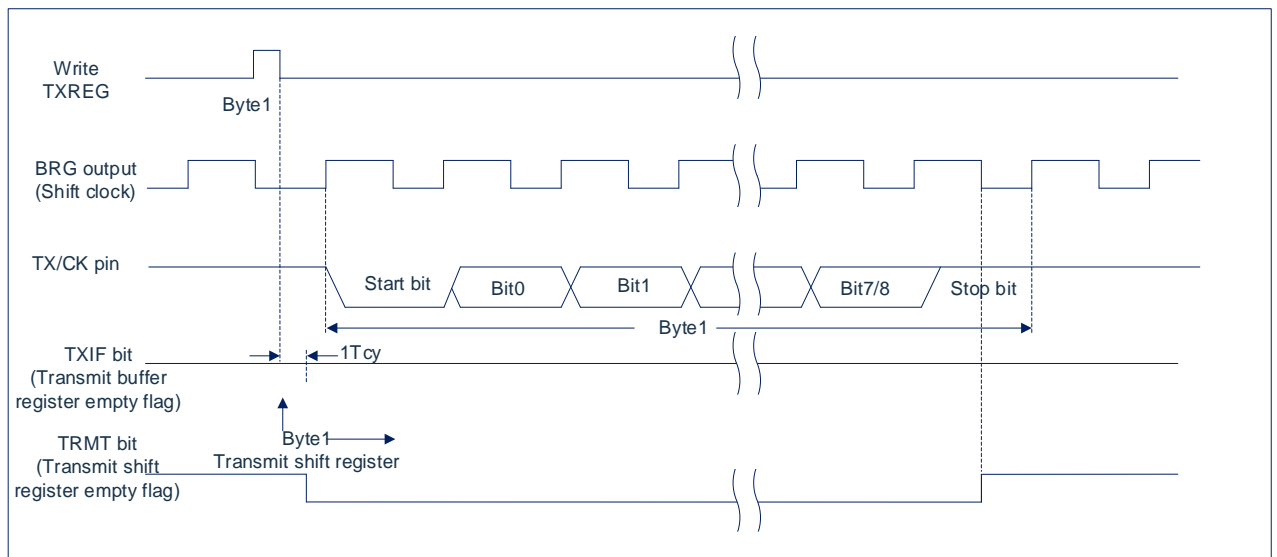 Write
TXREG
Byte1
BRG output
(Shift clock)
TX/CK pin
Start bit
Bit0
Bit1
Bit7/8
Stop bit
Byte1
TXIF bit
(Transmit buffer
register empty flag)
1Tcy
Byte1
Transmit shift register
TRMT bit
(Transmit shift
register empty flag)